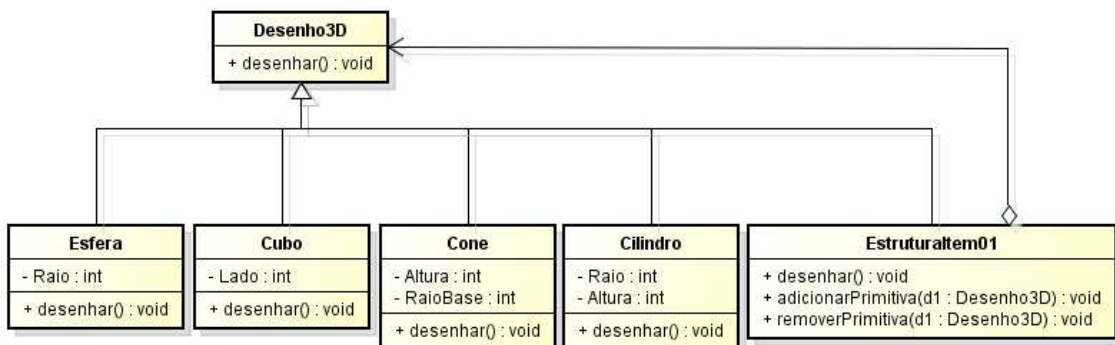 Desenho3D
+ desenhar() : void
Esfera
- Raio : int
+ desenhar() : void
Cubo
- Lado : int
+ desenhar() : void
Cone
- Altura : int
- RaioBase : int
+ desenhar() : void
Cilindro
- Raio : int
- Altura : int
+ desenhar() : void
EstruturaItem01
+ desenhar() : void
+ adicionarPrimitiva(d1 : Desenho3D) : void
+ removerPrimitiva(d1 : Desenho3D) : void